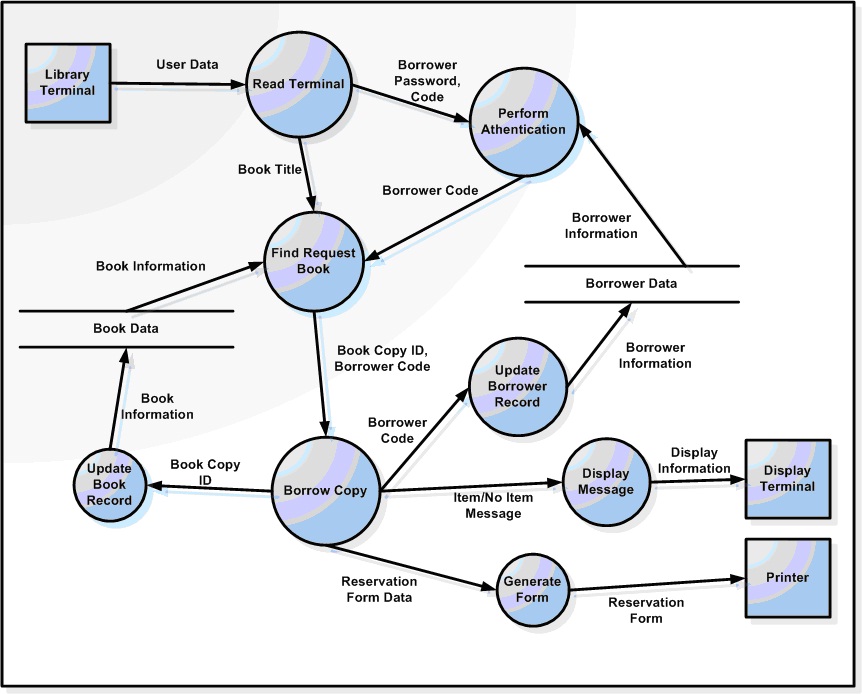 Library
Terminal
User Data
Read Terminal
Borrower
Password,
Code
Perform
Athentication
Book Title
Borrower Code
Borrower
Information
Find Request
Book
Book Information
Borrower Data
Book Data
Book Copy ID,
Borrower Code
Update
Borrower
Record
Borrower
Information
Book
Information
Borrower
Code
Update
Book
Record
Book Copy
ID
Borrow Copy
Item/No Item
Message
Display
Message
Display
Information
Display
Terminal
Reservation
Form Data
Generate
Form
Reservation
Form
Printer